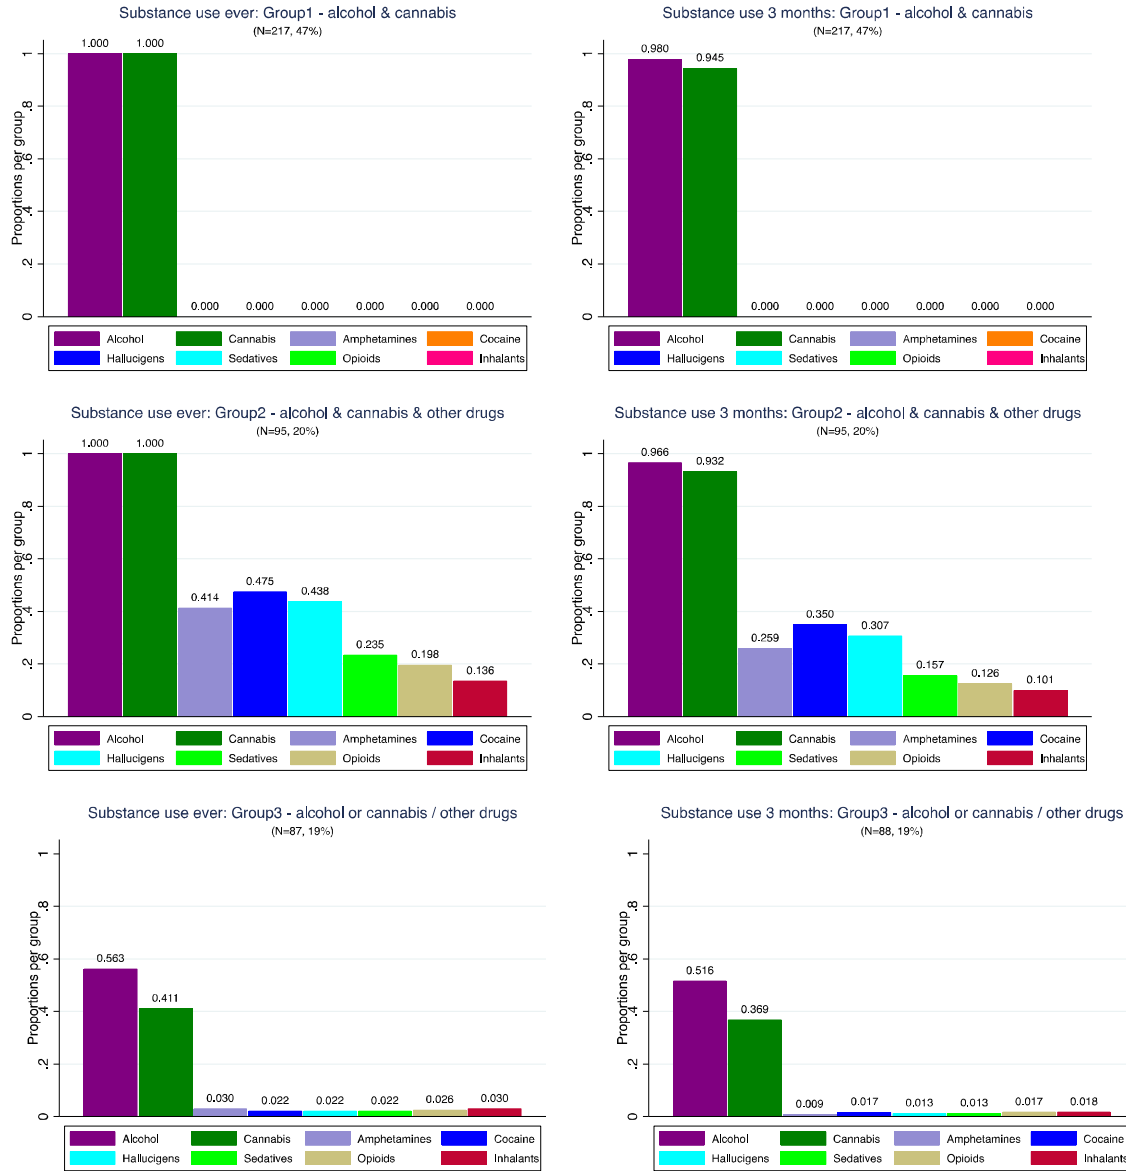 Substance use ever: Group1 - alcohol & cannabis
(N=217, 47%)
Proportions per group
0 .2 .4 .6 .8 1
1.000 1.000 0.000 0.000 0.000 0.000 0.000 0.000
Alcohol Cannabis Amphetamines Cocaine
Hallucigens Sedatives Opioids Inhalants
Substance use 3 months: Group1 - alcohol & cannabis
(N=217, 47%)
Proportions per group
0 .2 .4 .6 .8 1
0.980 0.945 0.000 0.000 0.000 0.000 0.000 0.000
Alcohol Cannabis Amphetamines Cocaine
Hallucigens Sedatives Opioids Inhalants
Substance use ever: Group2 - alcohol & cannabis & other drugs
(N=95, 20%)
Proportions per group
0 .2 .4 .6 .8 1
1.000 1.000 0.414 0.475 0.438 0.235 0.198 0.136
Alcohol Cannabis Amphetamines Cocaine
Hallucigens Sedatives Opioids Inhalants
Substance use 3 months: Group2 - alcohol & cannabis & other drugs
(N=95, 20%)
Proportions per group
0 .2 .4 .6 .8 1
0.966 0.932 0.259 0.350 0.307 0.157 0.126 0.101
Alcohol Cannabis Amphetamines Cocaine
Hallucigens Sedatives Opioids Inhalants
Substance use ever: Group3 - alcohol or cannabis / other drugs
(N=87, 19%)
Proportions per group
0 .2 .4 .6 .8 1
0.563 0.411 0.030 0.022 0.022 0.022 0.026 0.030
Alcohol Cannabis Amphetamines Cocaine
Hallucigens Sedatives Opioids Inhalants
Substance use 3 months: Group3 - alcohol or cannabis / other drugs
(N=88, 19%)
Proportions per group
0 .2 .4 .6 .8 1
0.516 0.369 0.009 0.017 0.013 0.013 0.017 0.018
Alcohol Cannabis Amphetamines Cocaine
Hallucigens Sedatives Opioids Inhalants